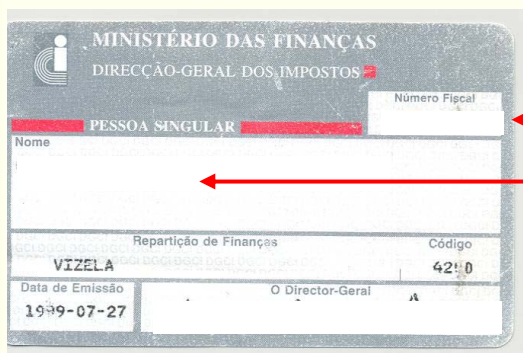 MINISTÉRIO DAS FINANÇAS
DIRECÇÃO-GERAL DOS IMPOSTOS
Número Fiscal
PESSOA SINGULAR
Nome
Repartição de Finanças
Código
VIZELA
Data de Emissão
O Director-Geral
1999-07-27